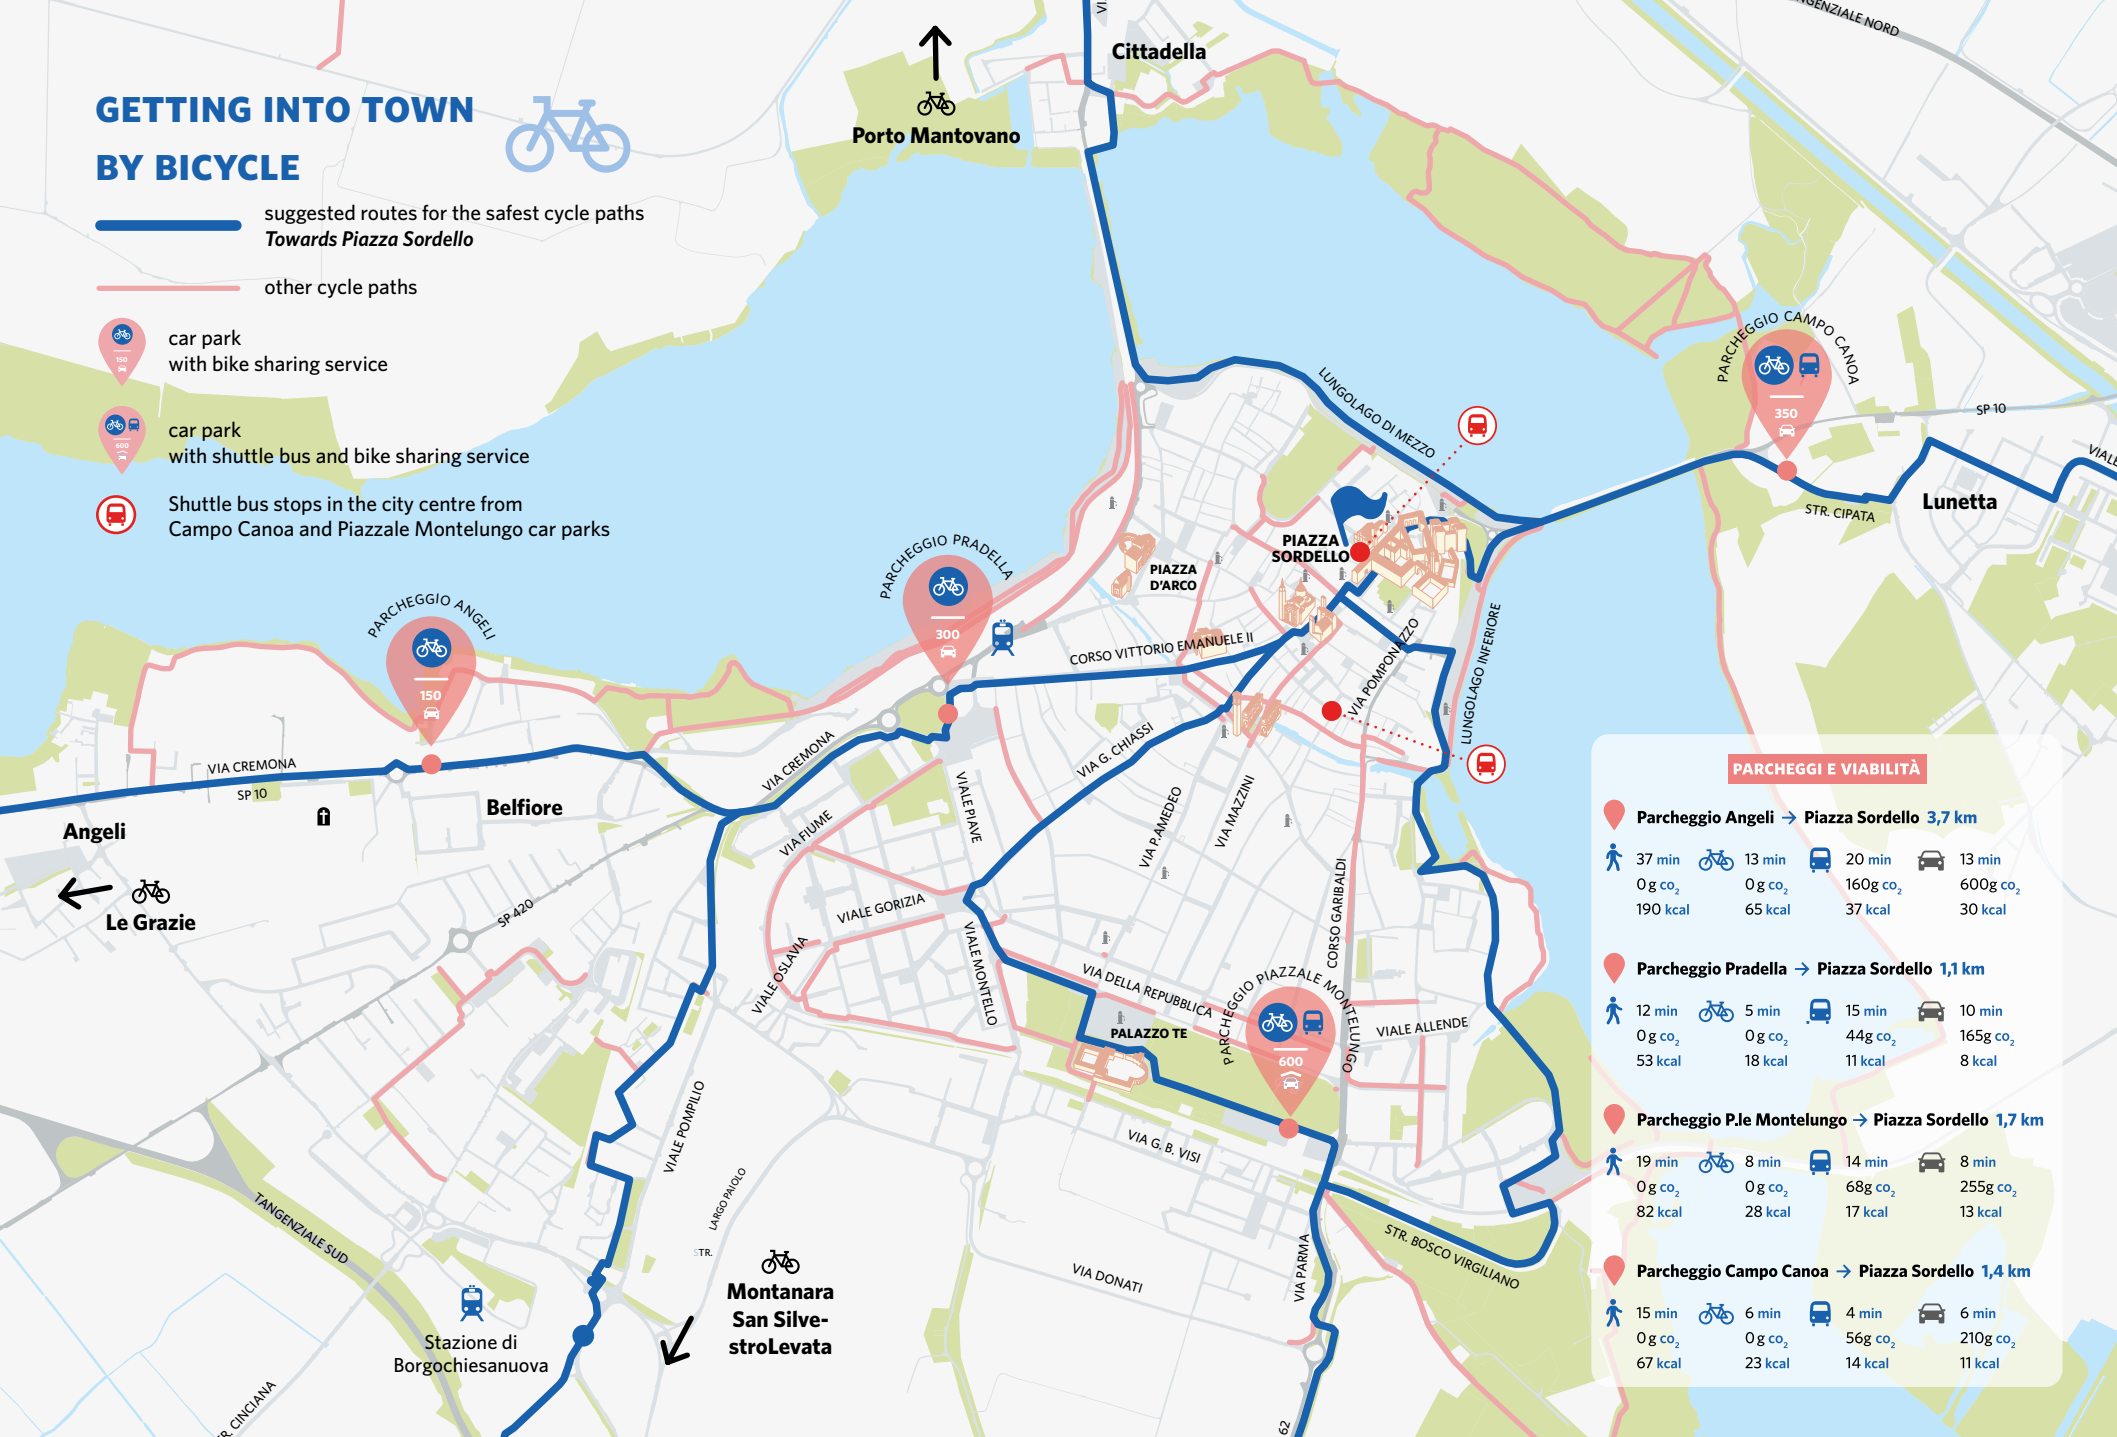 GETTING INTO TOWN
BY BICYCLE
suggested routes for the safest cycle paths
Towards Piazza Sordello
other cycle paths
150
car park
with bike sharing service
600
car park
with shuttle bus and bike sharing service
Shuttle bus stops in the city centre from
Campo Canoa and Piazzale Montelungo car parks
Porto Mantovano
Cittadella
VI
NGENZIALE NORD
PARCHEGGIO CAMPO CANOA
350
SP 10
VIALE
Lunetta
STR. CIPATA
LUNGOLAGO DI MEZZO
PIAZZA
SORDELLO
PIAZZA
D'ARCO
PARCHEGGIO PRADELLA
300
PARCHEGGIO ANGELI
150
CORSO VITTORIO EMANUELE II
VIA POMPONAZZO
LUNGOLAGO INFERIORE
VIA CREMONA
SP 10
Angeli
Belfiore
VIA CREMONA
VIA G. CHIASSI
VIA FIUME
VIALE PIAVE
VIA P. AMEDEO
VIA MAZZINI
Le Grazie
SP 420
VIALE GORIZIA
VIALE OSLAVIA
VIALE MONTELLO
CORSO GARIBALDI
VIA DELLA REPUBBLICA
PARCHEGGIO PIAZZALE MONTELUNGO
600
PALAZZO TE
VIALE ALLENDE
VIALE POMPILIO
VIA G. B. VISI
LARGO PAIOLO
STR.
TANGENZIALE SUD
STR. BOSCO VIRGILIANO
VIA PARMA
VIA DONATI
Montanara
San Silve-
stroLevata
Stazione di
Borgochiesanuova
R. CINCIANA
62
PARCHEGGI E VIABILITÀ
Parcheggio Angeli → Piazza Sordello 3,7 km
37 min 13 min 20 min 13 min
0 g co₂ 0 g co₂ 160g co₂ 600g co₂
190 kcal 65 kcal 37 kcal 30 kcal
Parcheggio Pradella → Piazza Sordello 1,1 km
12 min 5 min 15 min 10 min
0 g co₂ 0 g co₂ 44g co₂ 165g co₂
53 kcal 18 kcal 11 kcal 8 kcal
Parcheggio P.le Montelungo → Piazza Sordello 1,7 km
19 min 8 min 14 min 8 min
0 g co₂ 0 g co₂ 68g co₂ 255g co₂
82 kcal 28 kcal 17 kcal 13 kcal
Parcheggio Campo Canoa → Piazza Sordello 1,4 km
15 min 6 min 4 min 6 min
0 g co₂ 0 g co₂ 56g co₂ 210g co₂
67 kcal 23 kcal 14 kcal 11 kcal